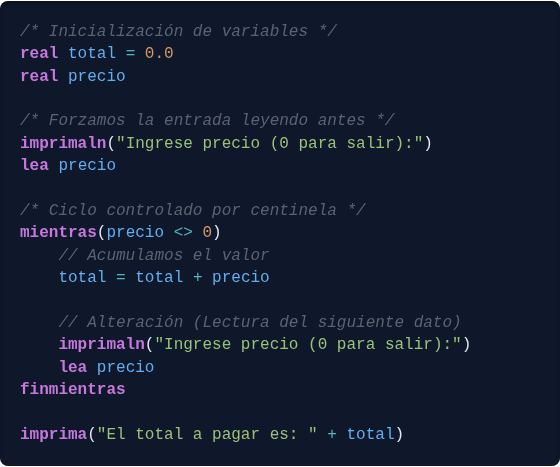 /* Inicialización de variables */
real total = 0.0
real precio
/* Forzamos la entrada leyendo antes */
imprimaln("Ingrese precio (0 para salir):")
lea precio
/* Ciclo controlado por centinela */
mientras(precio <> 0)
    // Acumulamos el valor
    total = total + precio
    // Alteración (Lectura del siguiente dato)
    imprimaln("Ingrese precio (0 para salir):")
    lea precio
finmientras
imprima("El total a pagar es: " + total)